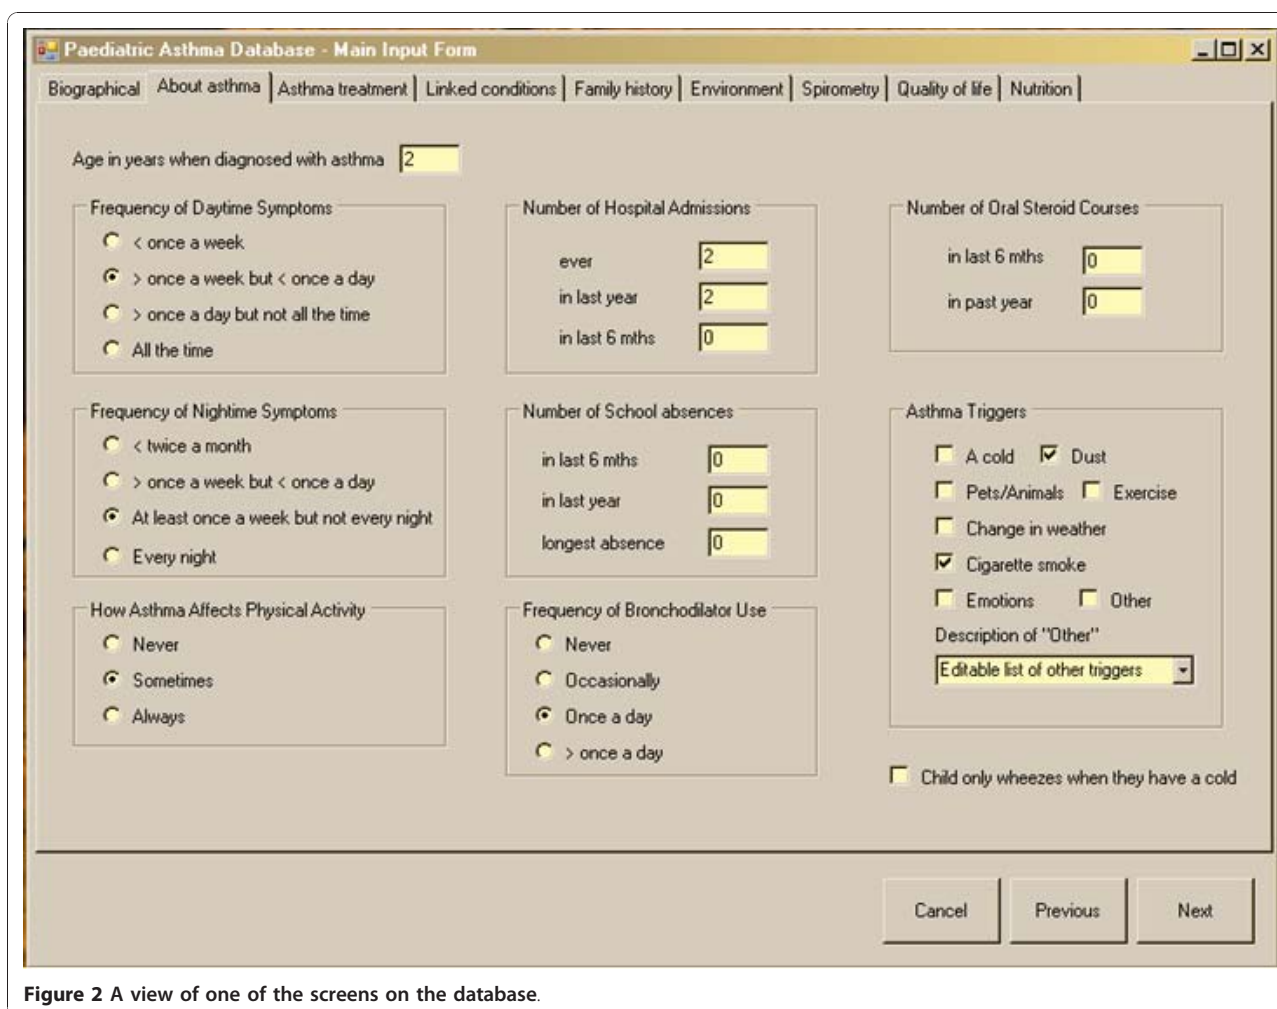 Paediatric Asthma Database - Main Input Form
Biographical About asthma Asthma treatment Linked conditions Family history Environment Spirometry Quality of life Nutrition
Age in years when diagnosed with asthma 2
Frequency of Daytime Symptoms
< once a week
> once a week but < once a day
> once a day but not all the time
All the time
Number of Hospital Admissions
ever 2
in last year 2
in last 6 mths 0
Number of Oral Steroid Courses
in last 6 mths 0
in past year 0
Frequency of Nightime Symptoms
< twice a month
> once a week but < once a day
At least once a week but not every night
Every night
Number of School absences
in last 6 mths 0
in last year 0
longest absence 0
Asthma Triggers
A cold Dust
Pets/Animals Exercise
Change in weather
Cigarette smoke
Emotions Other
Description of "Other"
Editable list of other triggers
How Asthma Affects Physical Activity
Never
Sometimes
Always
Frequency of Bronchodilator Use
Never
Occasionally
Once a day
> once a day
Child only wheezes when they have a cold
Cancel Previous Next
Figure 2 A view of one of the screens on the database.